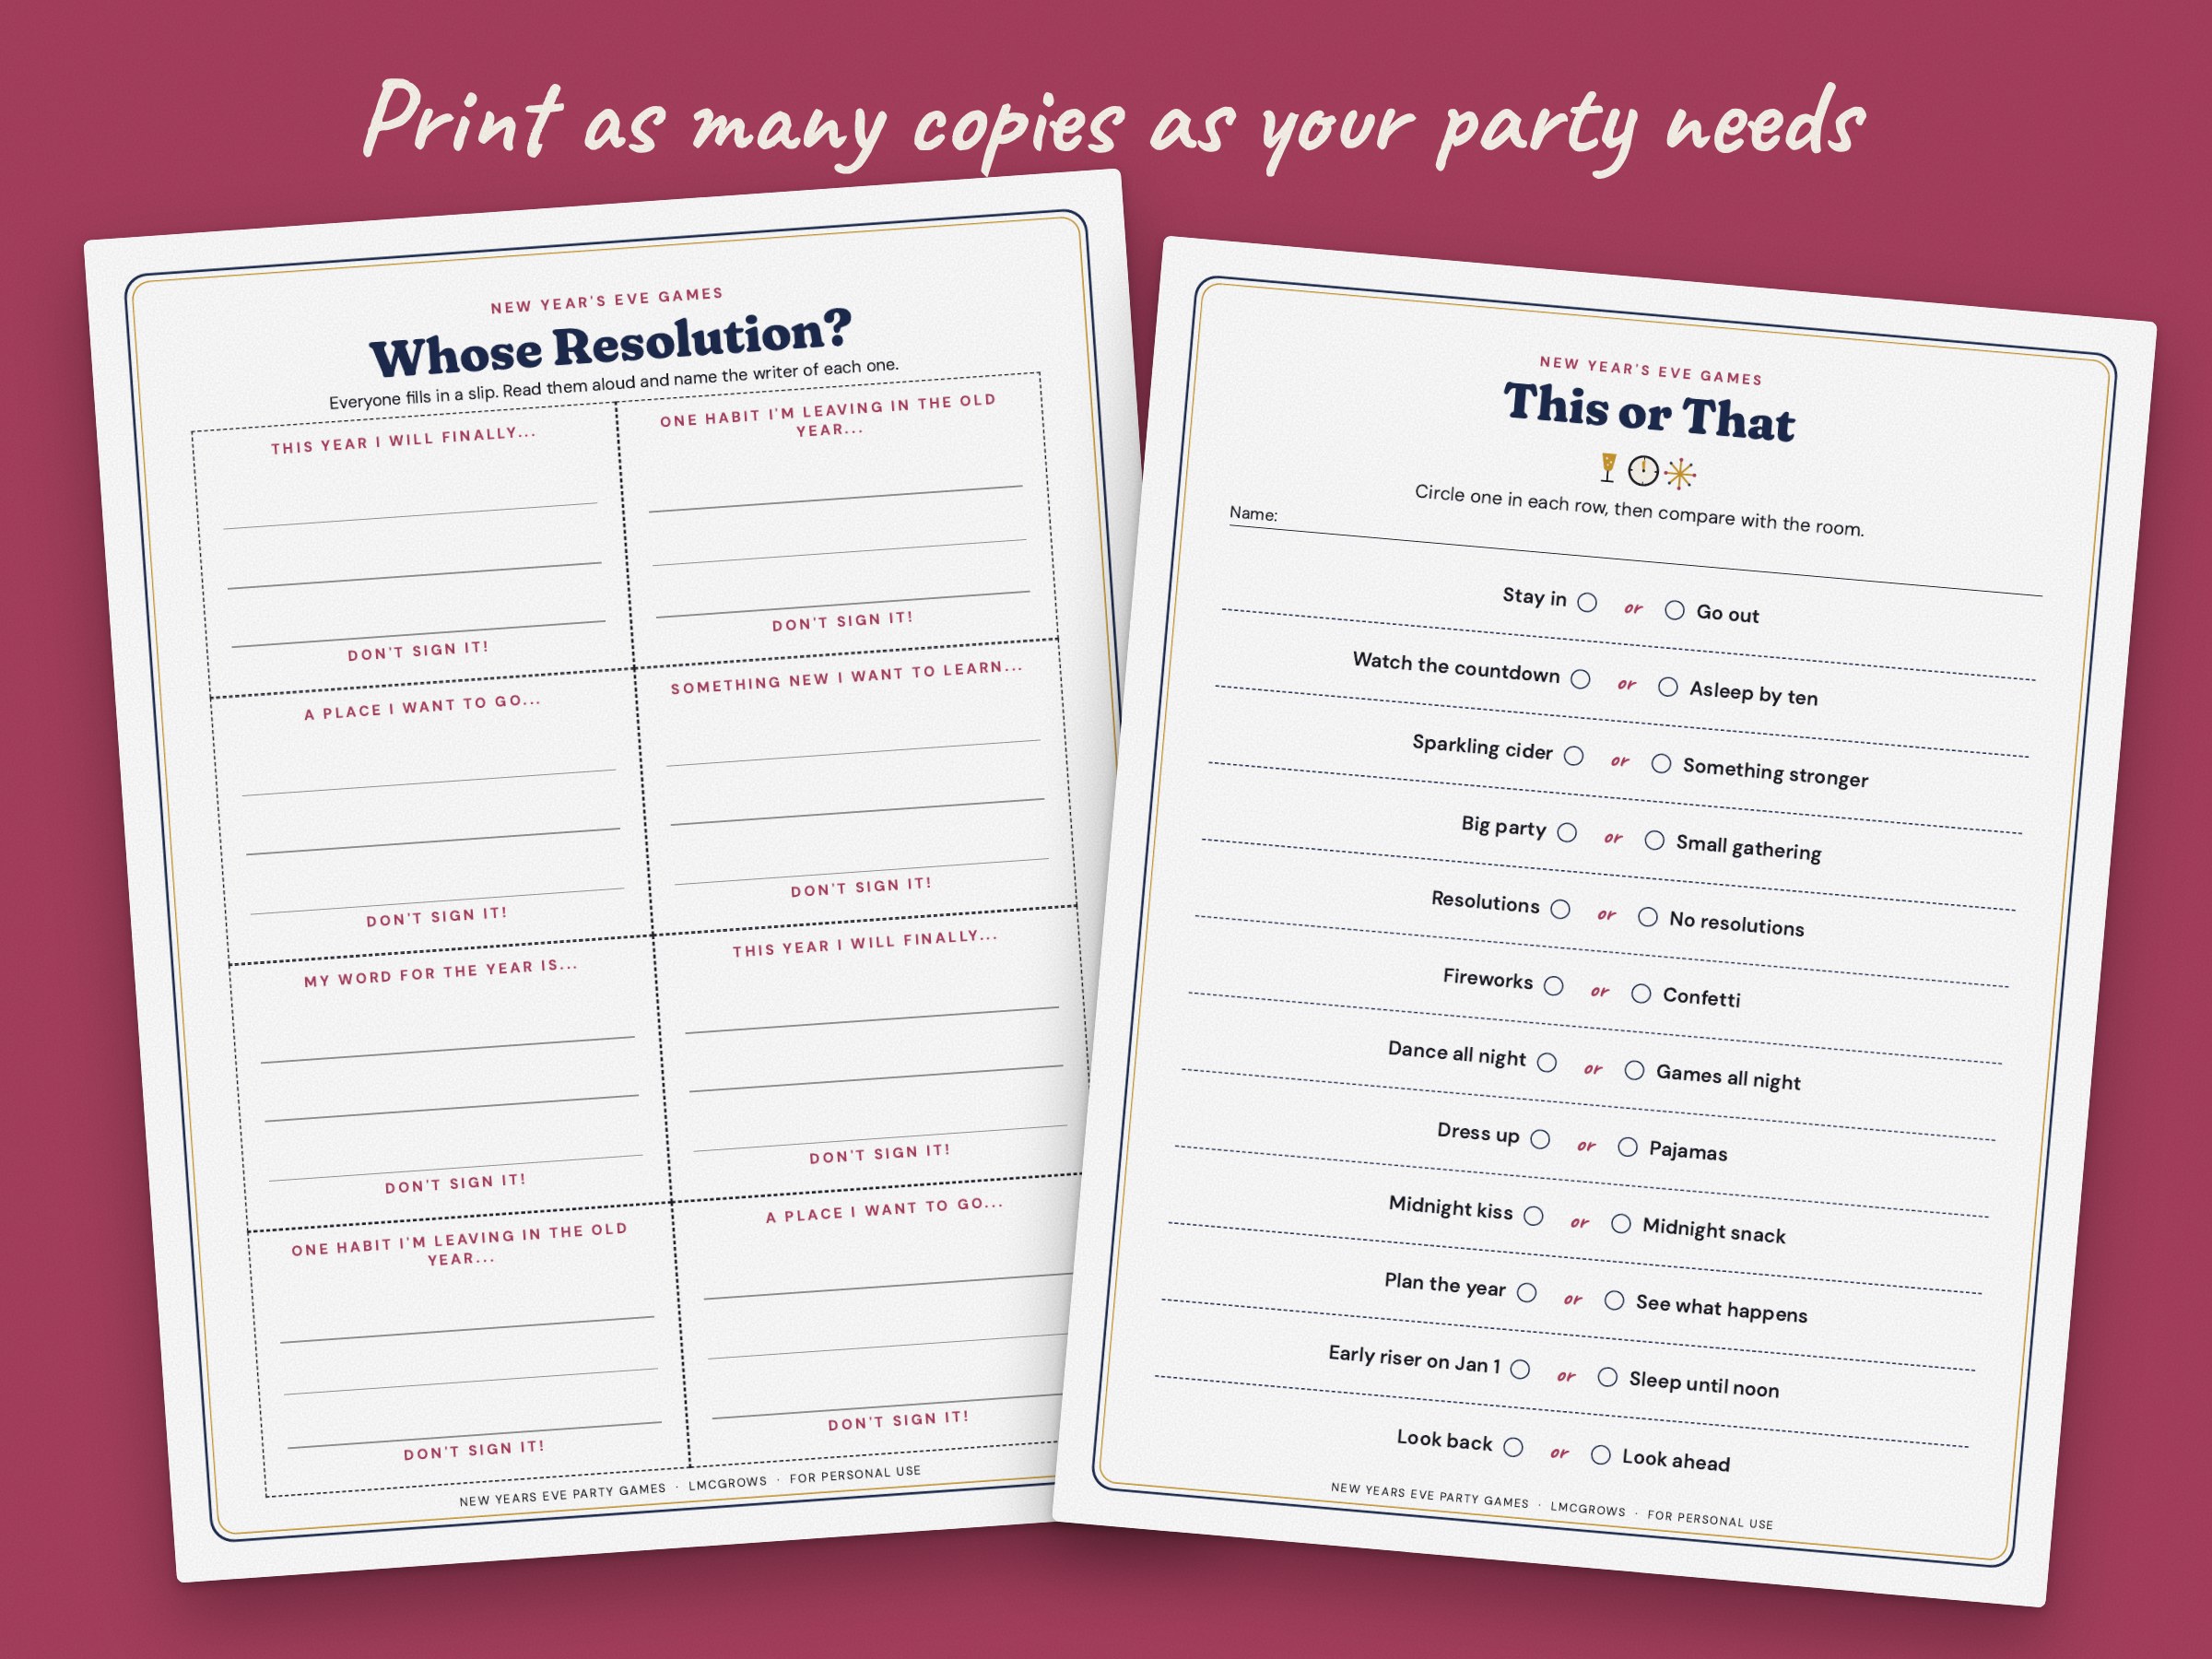 Print as many copies as your party needs
NEW YEAR'S EVE GAMES
Whose Resolution?
Everyone fills in a slip. Read them aloud and name the writer of each one.
THIS YEAR I WILL FINALLY...
DON'T SIGN IT!
ONE HABIT I'M LEAVING IN THE OLD
YEAR...
DON'T SIGN IT!
A PLACE I WANT TO GO...
DON'T SIGN IT!
SOMETHING NEW I WANT TO LEARN...
DON'T SIGN IT!
MY WORD FOR THE YEAR IS...
DON'T SIGN IT!
THIS YEAR I WILL FINALLY...
DON'T SIGN IT!
ONE HABIT I'M LEAVING IN THE OLD
YEAR...
DON'T SIGN IT!
A PLACE I WANT TO GO...
DON'T SIGN IT!
NEW YEARS EVE PARTY GAMES · LMCGROWS · FOR PERSONAL USE
NEW YEAR'S EVE GAMES
This or That
Circle one in each row, then compare with the room.
Name:
Stay in or Go out
Watch the countdown or Asleep by ten
Sparkling cider or Something stronger
Big party or Small gathering
Resolutions or No resolutions
Fireworks or Confetti
Dance all night or Games all night
Dress up or Pajamas
Midnight kiss or Midnight snack
Plan the year or See what happens
Early riser on Jan 1 or Sleep until noon
Look back or Look ahead
NEW YEARS EVE PARTY GAMES · LMCGROWS · FOR PERSONAL USE